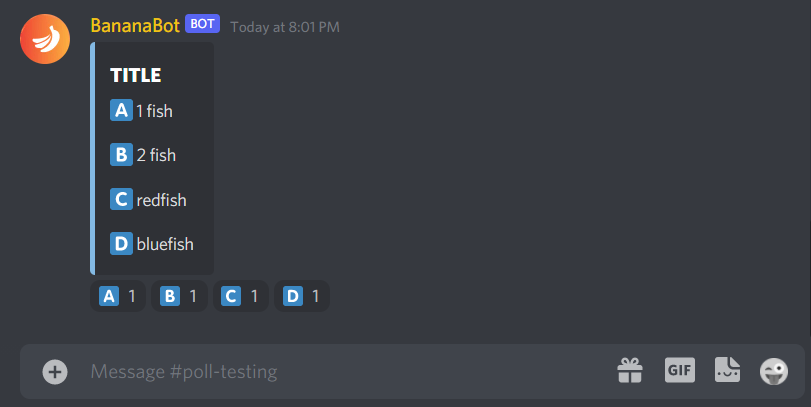 BananaBot BOT Today at 8:01 PM
TITLE
A 1 fish
B 2 fish
C redfish
D bluefish
A 1 B 1 C 1 D 1
Message #poll-testing GIF